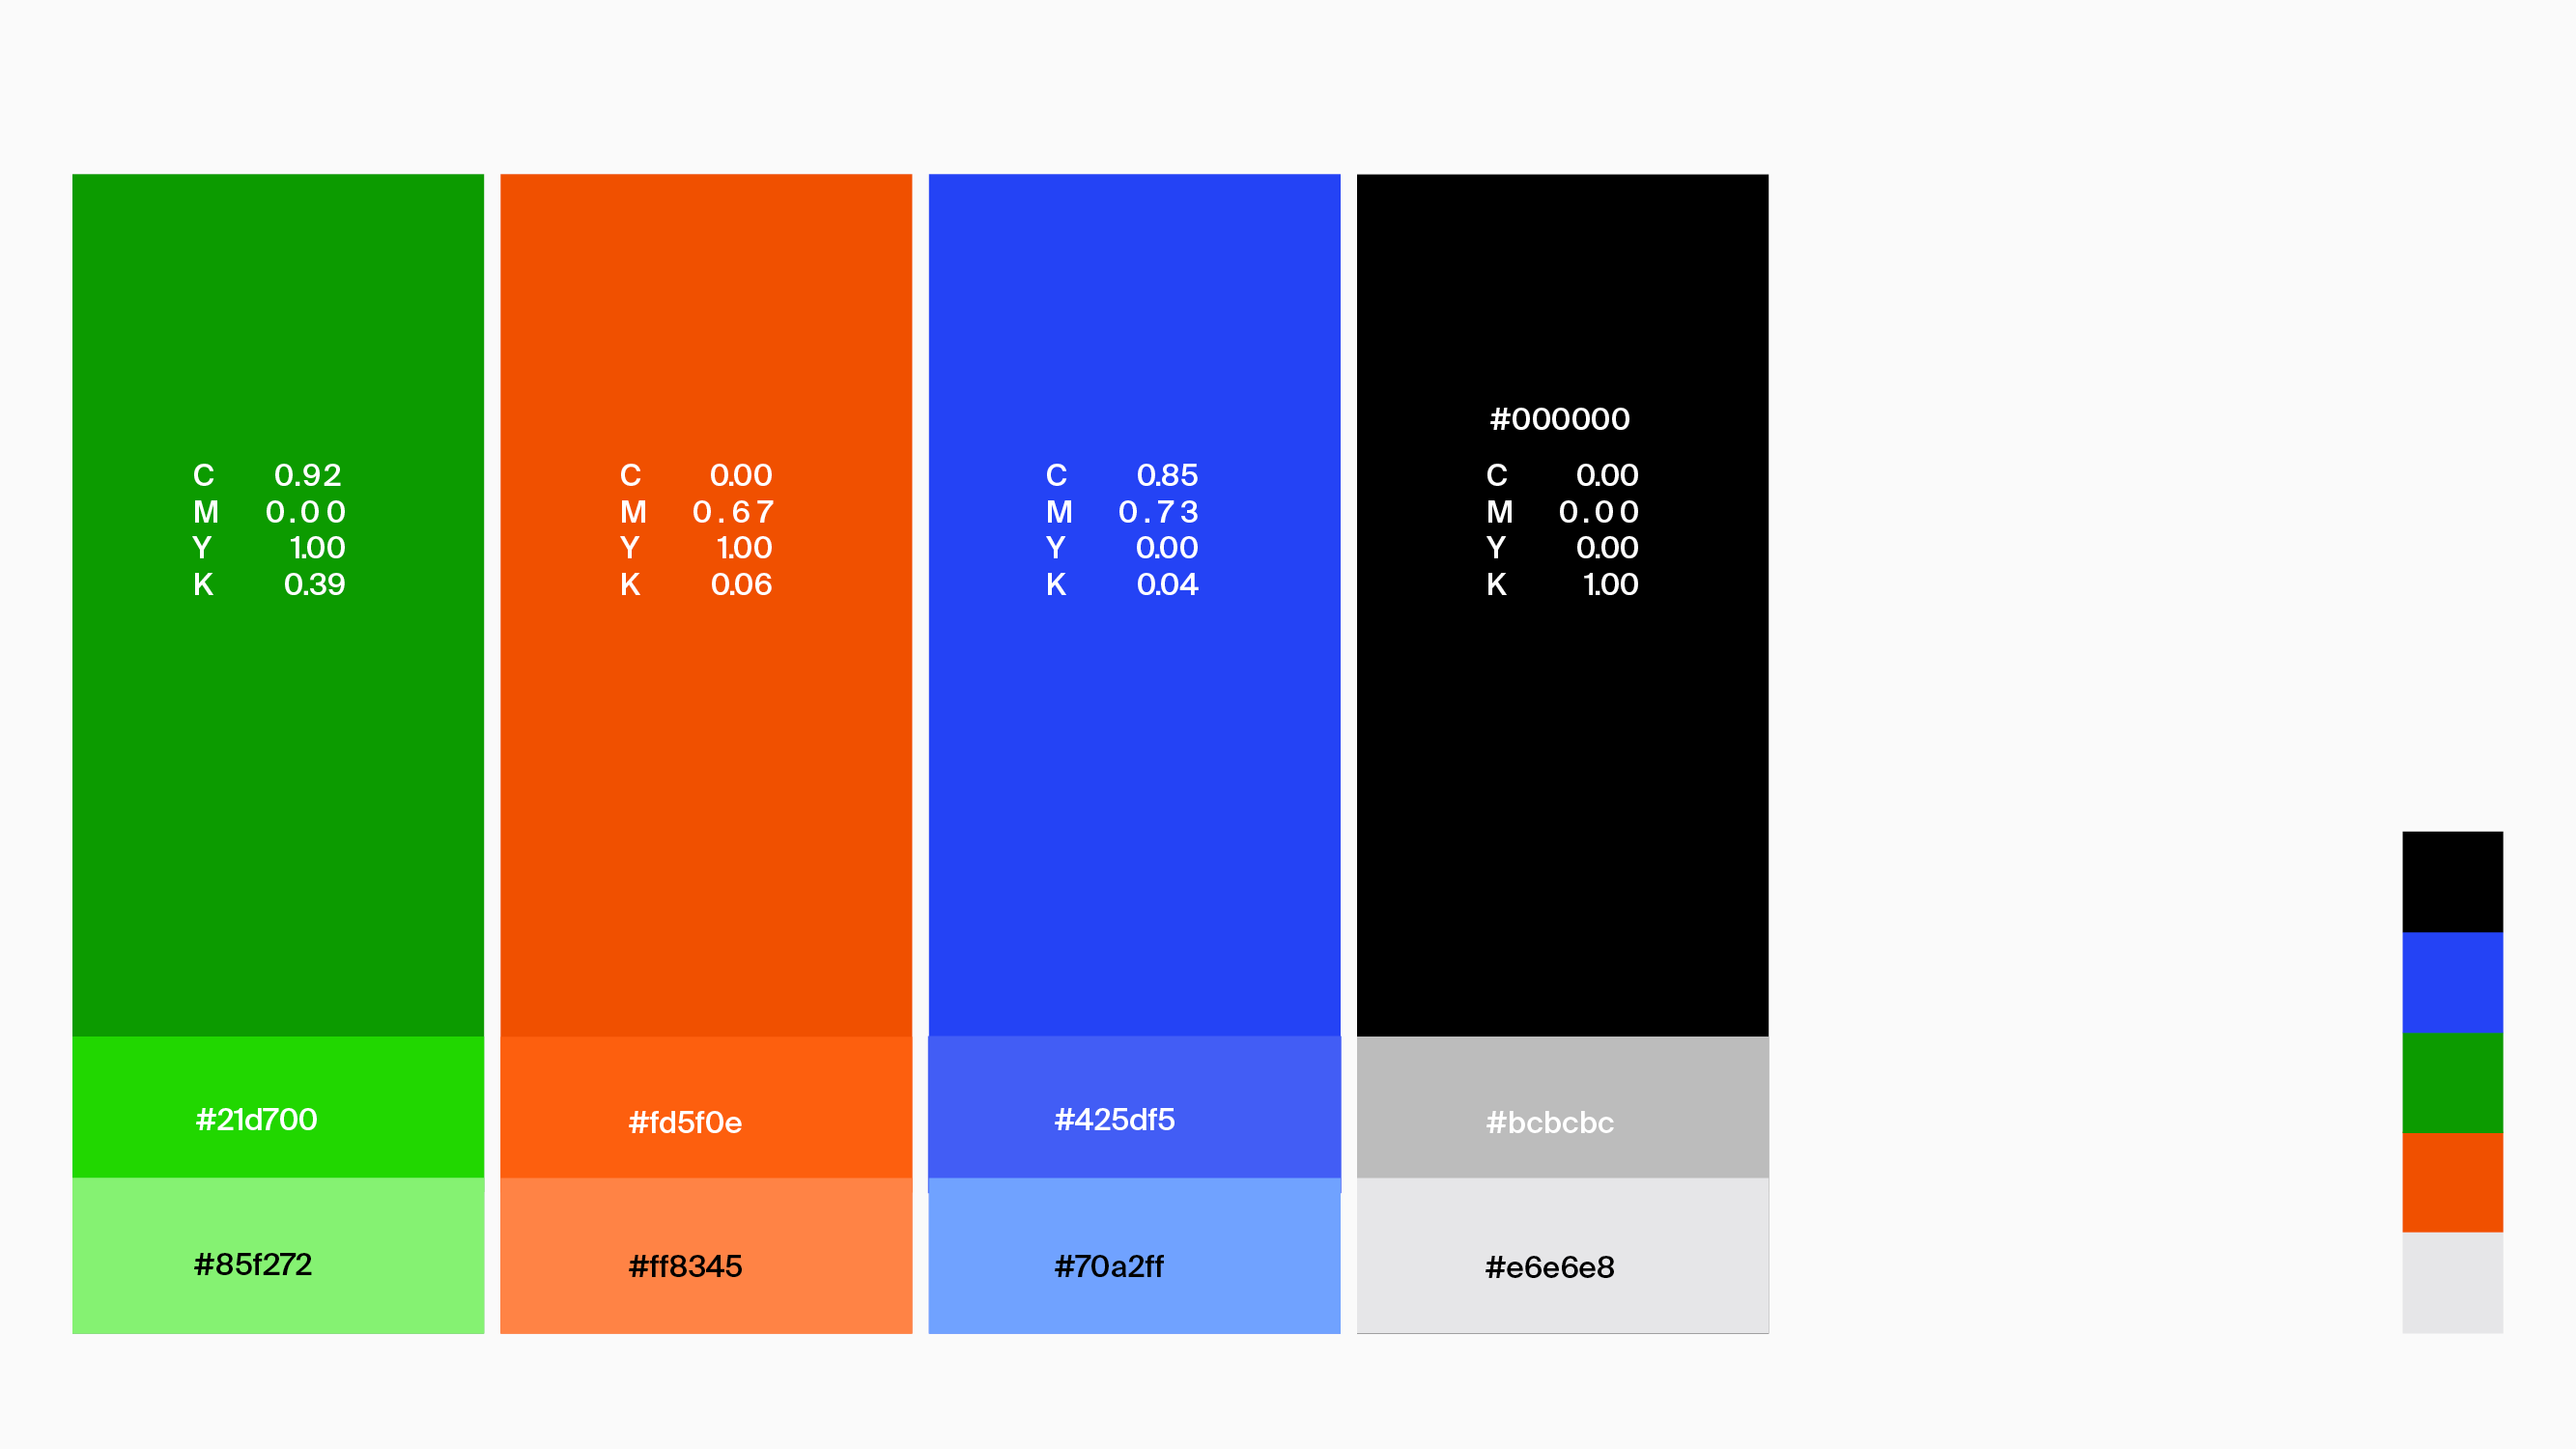 C 0.92
M 0.00
Y 1.00
K 0.39
#21d700
#85f272
C 0.00
M 0.67
Y 1.00
K 0.06
#fd5f0e
#ff8345
C 0.85
M 0.73
Y 0.00
K 0.04
#425df5
#70a2ff
#000000
C 0.00
M 0.00
Y 0.00
K 1.00
#bcbcbc
#e6e6e8